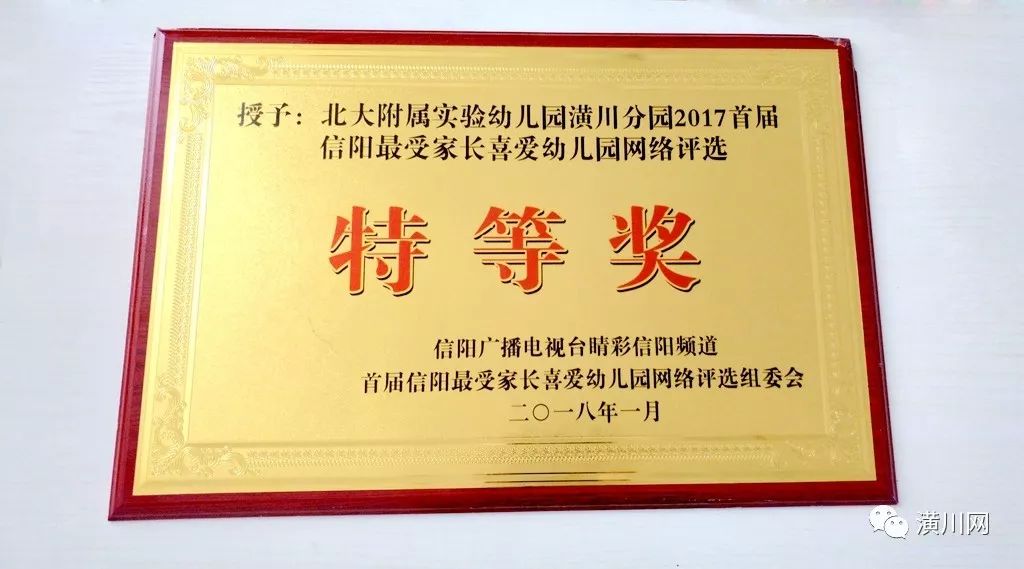 授予：北大附属实验幼儿园潢川分园2017首届
信阳最受家长喜爱幼儿园网络评选
特等奖
信阳广播电视台睛彩信阳频道
首届信阳最受家长喜爱幼儿园网络评选组委会
二〇一八年一月
潢川网